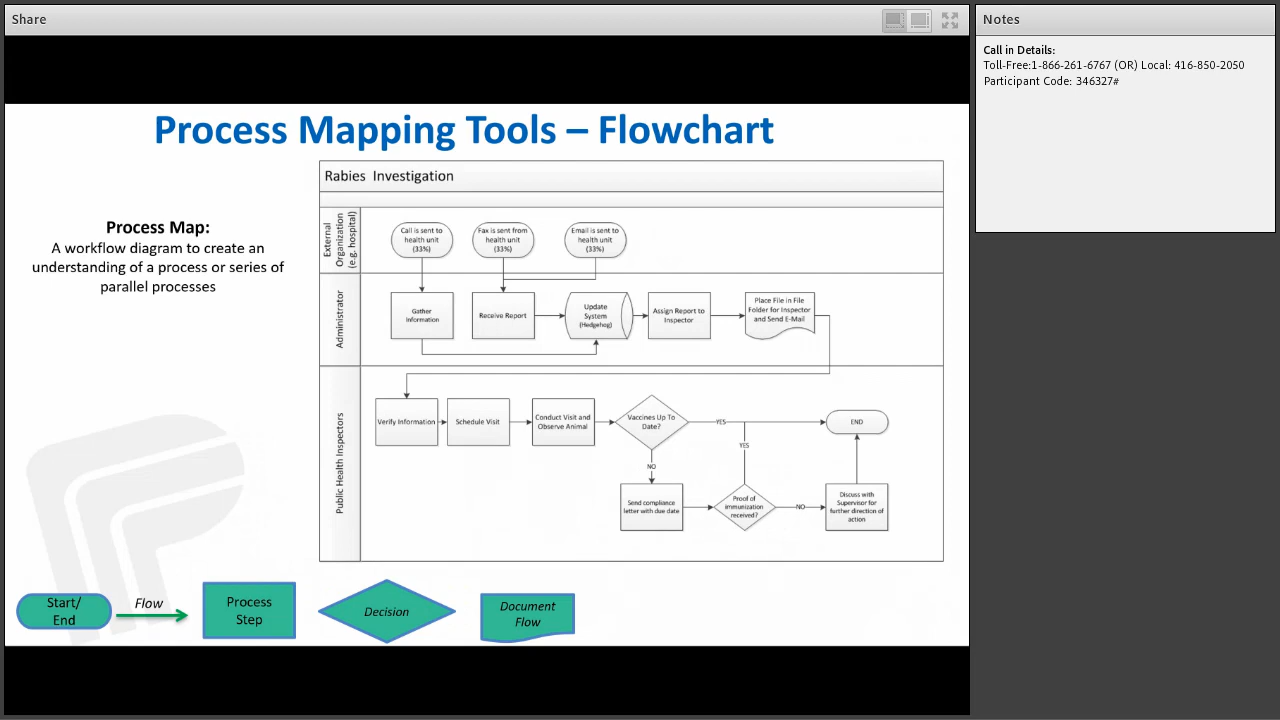 Share
Notes
Call in Details:
Toll-Free:1-866-261-6767 (OR) Local: 416-850-2050
Participant Code: 346327#
Process Mapping Tools – Flowchart
Process Map:
A workflow diagram to create an
understanding of a process or series of
parallel processes
Rabies Investigation
External
Organization
(e.g. hospital)
Call is sent to
health unit
(33%)
Fax is sent from
health unit
(33%)
Email is sent to
health unit
(33%)
Administrator
Gather
Information
Receive Report
Update
System
(Hedgehog)
Assign Report to
Inspector
Place File in File
Folder for Inspector
and Send E-Mail
Public Health Inspectors
Verify Information
Schedule Visit
Conduct Visit and
Observe Animal
Vaccines Up To
Date?
YES
END
NO
YES
Send compliance
letter with due date
Proof of
immunization
received?
NO
Discuss with
Supervisor for
further direction of
action
Start/
End
Flow
Process
Step
Decision
Document
Flow